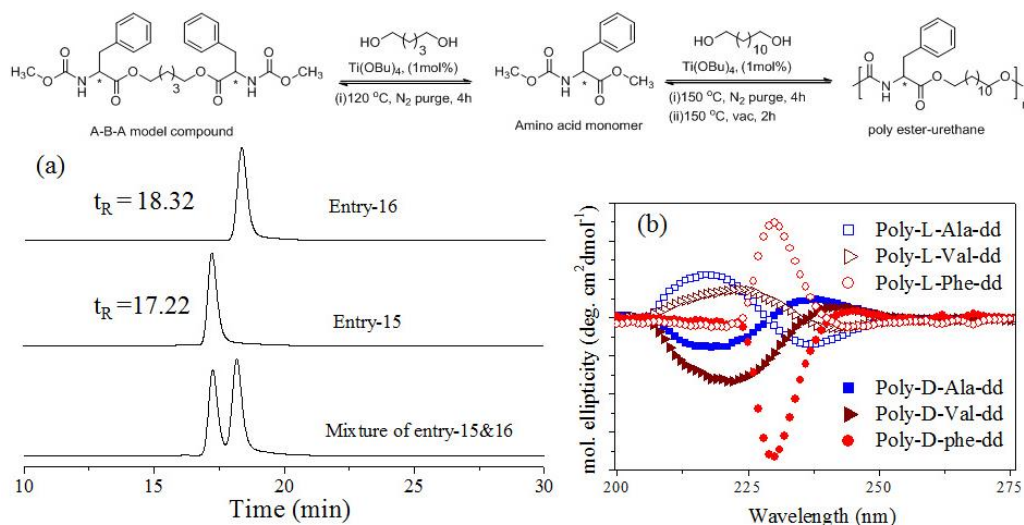 HO OH
3
Ti(OBu)4, (1mol%)
(i)120 °C, N2 purge, 4h
HO OH
10
Ti(OBu)4, (1mol%)
(i)150 °C, N2 purge, 4h
(ii)150 °C, vac, 2h
H3C O O N H * O O 3 O O * N H O O CH3
A-B-A model compound
H3C O O N H * O O CH3
Amino acid monomer
O N H * O O 10 O n
poly ester-urethane
(a)
tR = 18.32
Entry-16
tR =17.22
Entry-15
Mixture of entry-15&16
10 15 20 25 30
Time (min)
(b)
mol. ellipticity (deg. cm2dmol-1)
Poly-L-Ala-dd
Poly-L-Val-dd
Poly-L-Phe-dd
Poly-D-Ala-dd
Poly-D-Val-dd
Poly-D-phe-dd
200 225 250 275
Wavelength (nm)